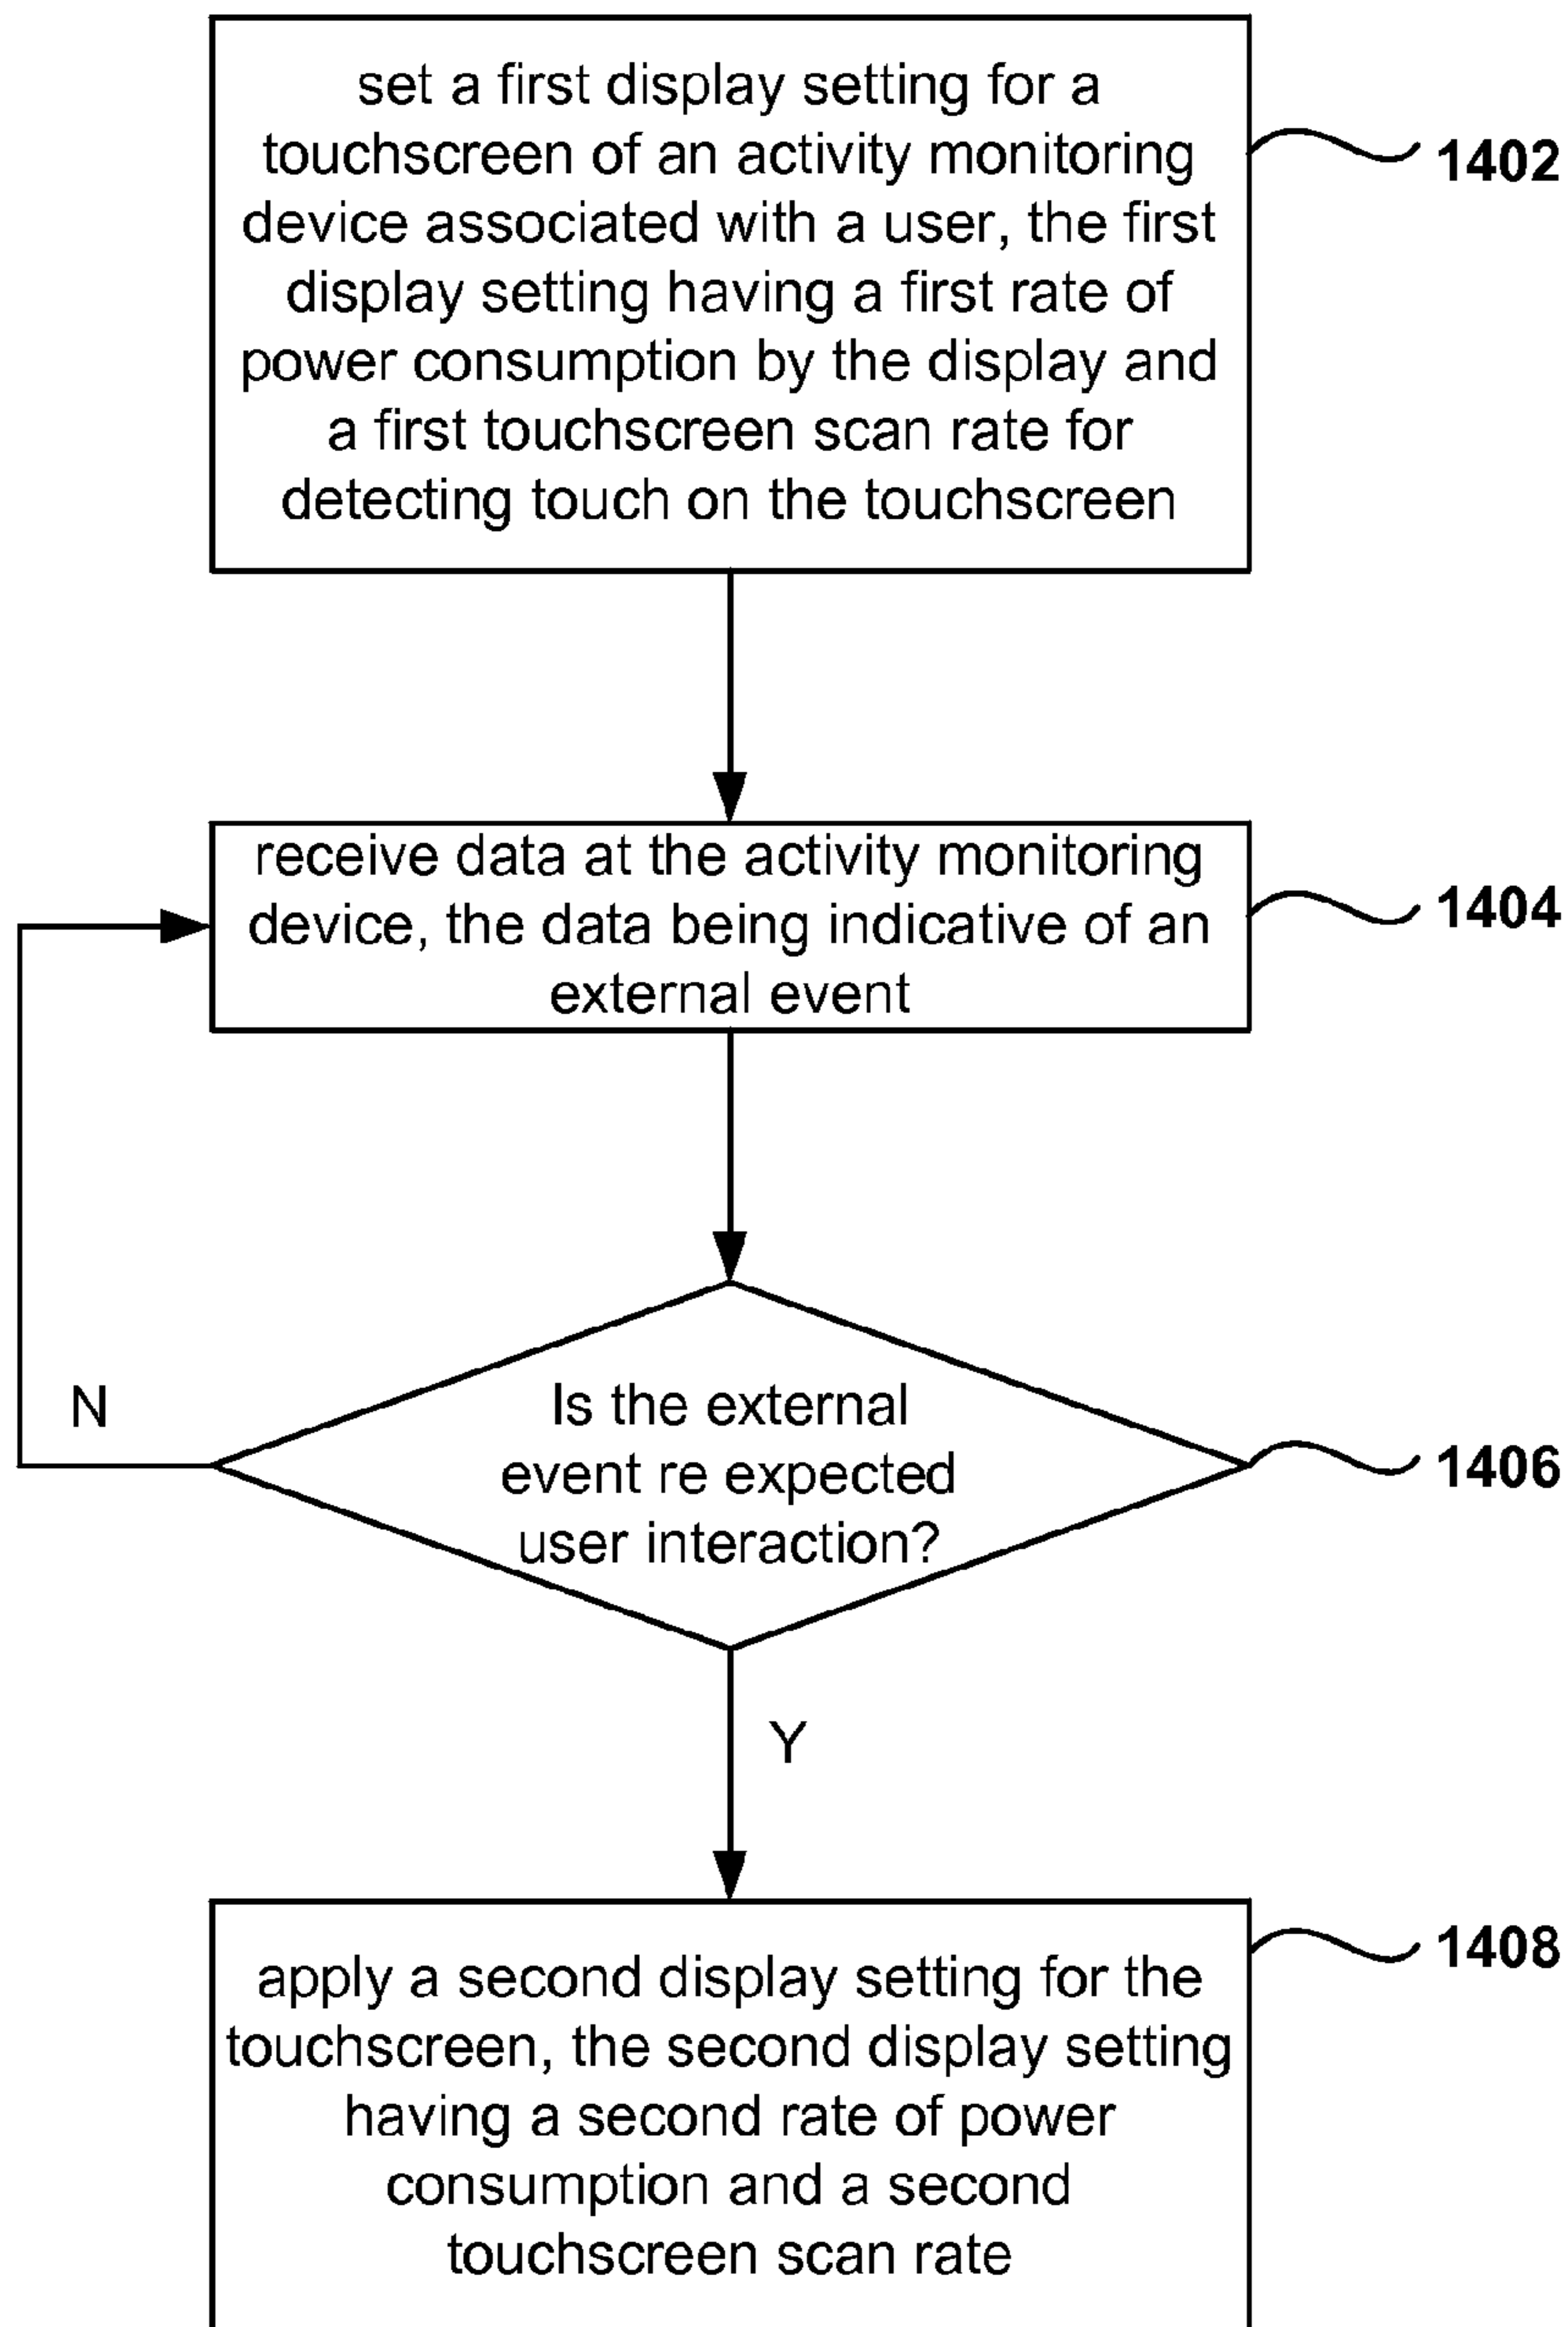 set a first display setting for a
touchscreen of an activity monitoring
device associated with a user, the first
display setting having a first rate of
power consumption by the display and
a first touchscreen scan rate for
detecting touch on the touchscreen
1402
receive data at the activity monitoring
device, the data being indicative of an
external event
1404
N
Is the external
event re expected
user interaction?
1406
Y
apply a second display setting for the
touchscreen, the second display setting
having a second rate of power
consumption and a second
touchscreen scan rate
1408